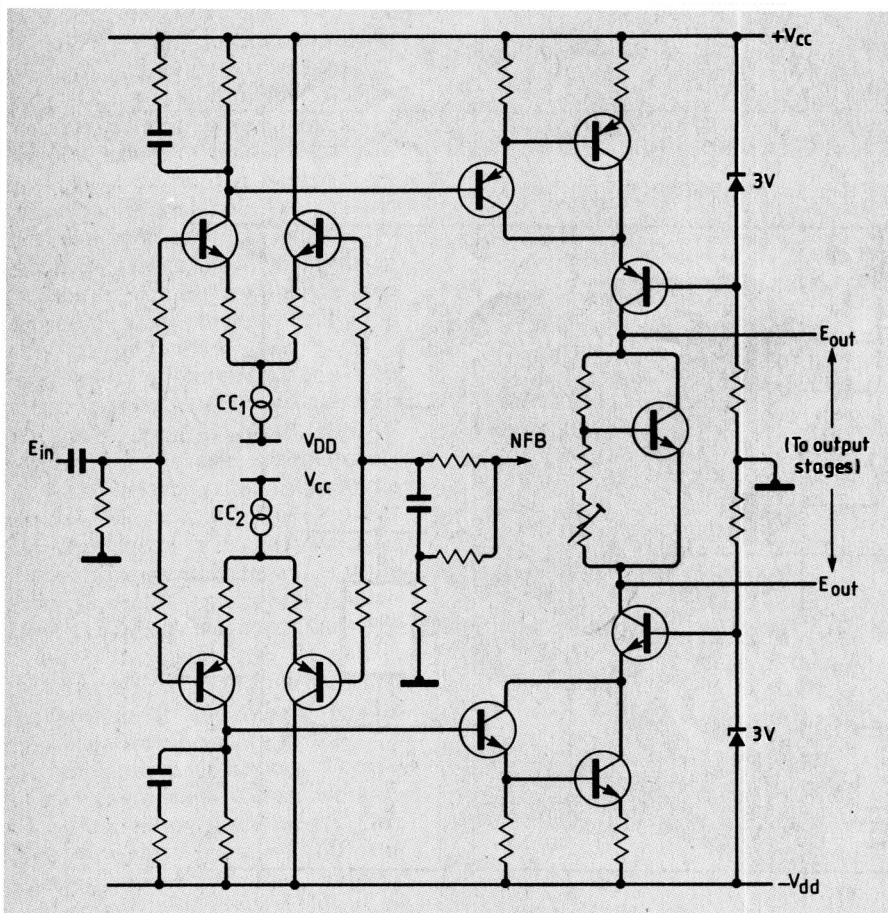 +Vcc
3V
Eout
CC1
VDD
NFB
Ein
Vcc
(To output
stages)
CC2
Eout
3V
-Vdd